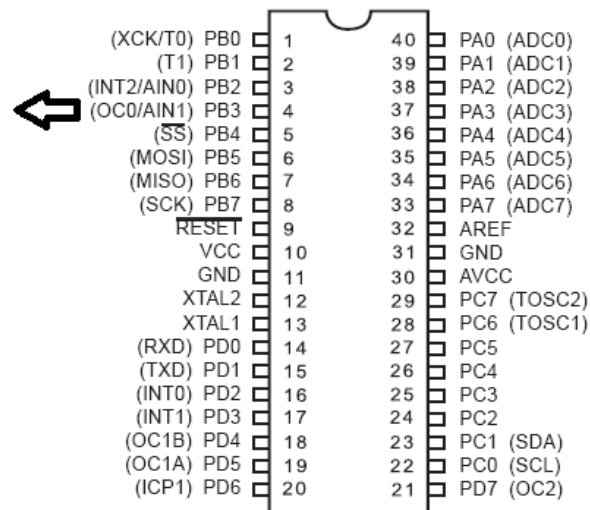 (XCK/T0) PB0 1 40 PA0 (ADC0)
(T1) PB1 2 39 PA1 (ADC1)
(INT2/AIN0) PB2 3 38 PA2 (ADC2)
(OC0/AIN1) PB3 4 37 PA3 (ADC3)
(SS) PB4 5 36 PA4 (ADC4)
(MOSI) PB5 6 35 PA5 (ADC5)
(MISO) PB6 7 34 PA6 (ADC6)
(SCK) PB7 8 33 PA7 (ADC7)
RESET 9 32 AREF
VCC 10 31 GND
GND 11 30 AVCC
XTAL2 12 29 PC7 (TOSC2)
XTAL1 13 28 PC6 (TOSC1)
(RXD) PD0 14 27 PC5
(TXD) PD1 15 26 PC4
(INT0) PD2 16 25 PC3
(INT1) PD3 17 24 PC2
(OC1B) PD4 18 23 PC1 (SDA)
(OC1A) PD5 19 22 PC0 (SCL)
(ICP1) PD6 20 21 PD7 (OC2)